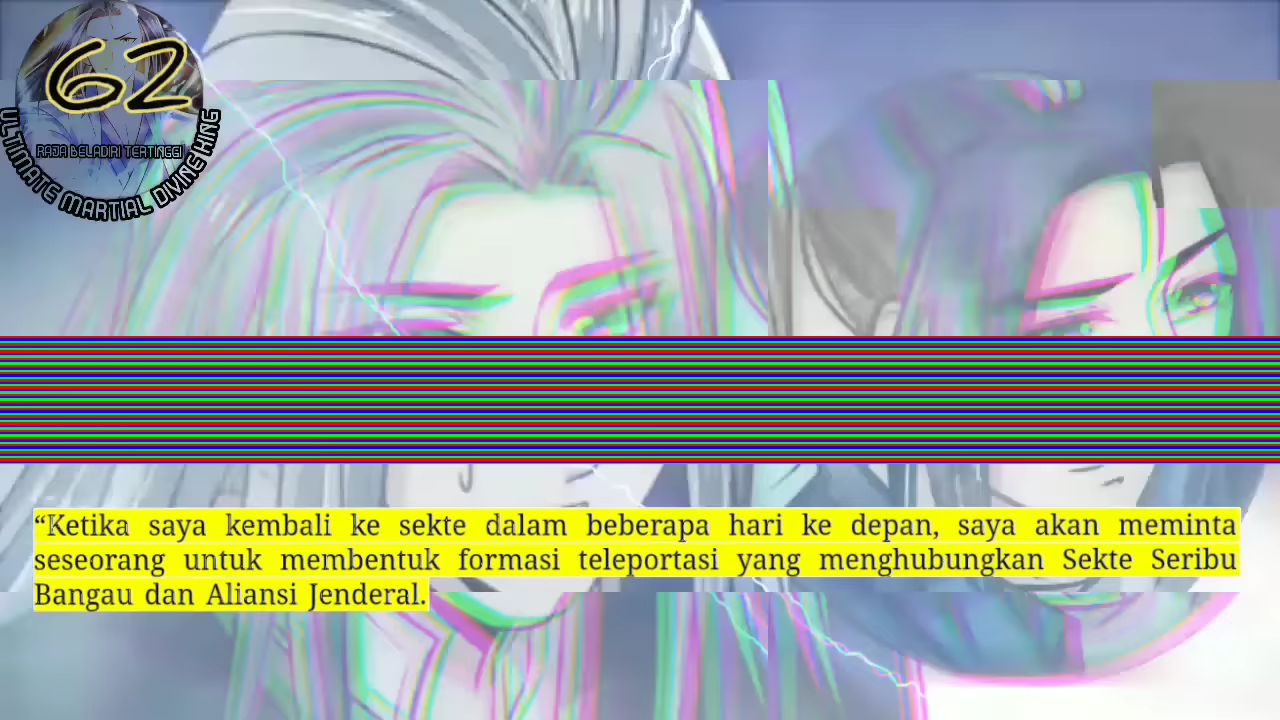 62
RAJA BELADIRI TERTINGGI
ULTIMATE MARTIAL DIVINE KING
“Ketika saya kembali ke sekte dalam beberapa hari ke depan, saya akan meminta
seseorang untuk membentuk formasi teleportasi yang menghubungkan Sekte Seribu
Bangau dan Aliansi Jenderal.